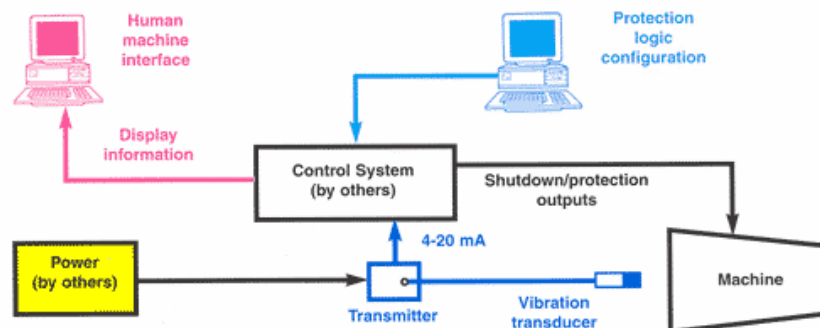 Human
machine
interface
Protection
logic
configuration
Display
information
Control System
(by others)
Shutdown/protection
outputs
4-20 mA
Power
(by others)
Transmitter
Vibration
transducer
Machine